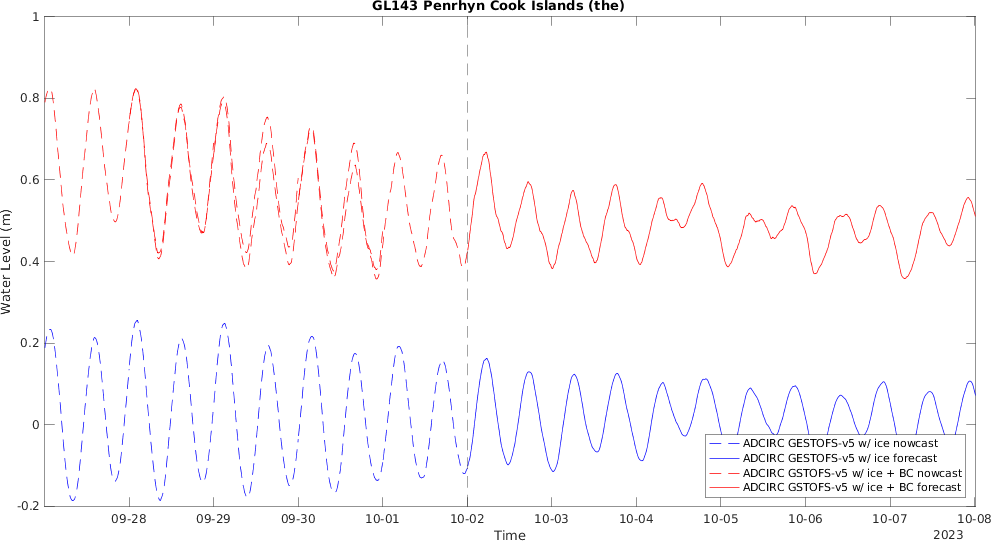 GL143 Penrhyn Cook Islands (the)
1
0.8
0.6
0.4
0.2
0
-0.2
Water Level (m)
09-28 09-29 09-30 10-01 10-02 10-03 10-04 10-05 10-06 10-07 10-08
Time
2023
ADCIRC GESTOFS-v5 w/ ice nowcast
ADCIRC GESTOFS-v5 w/ ice forecast
ADCIRC GSTOFS-v5 w/ ice + BC nowcast
ADCIRC GSTOFS-v5 w/ ice + BC forecast